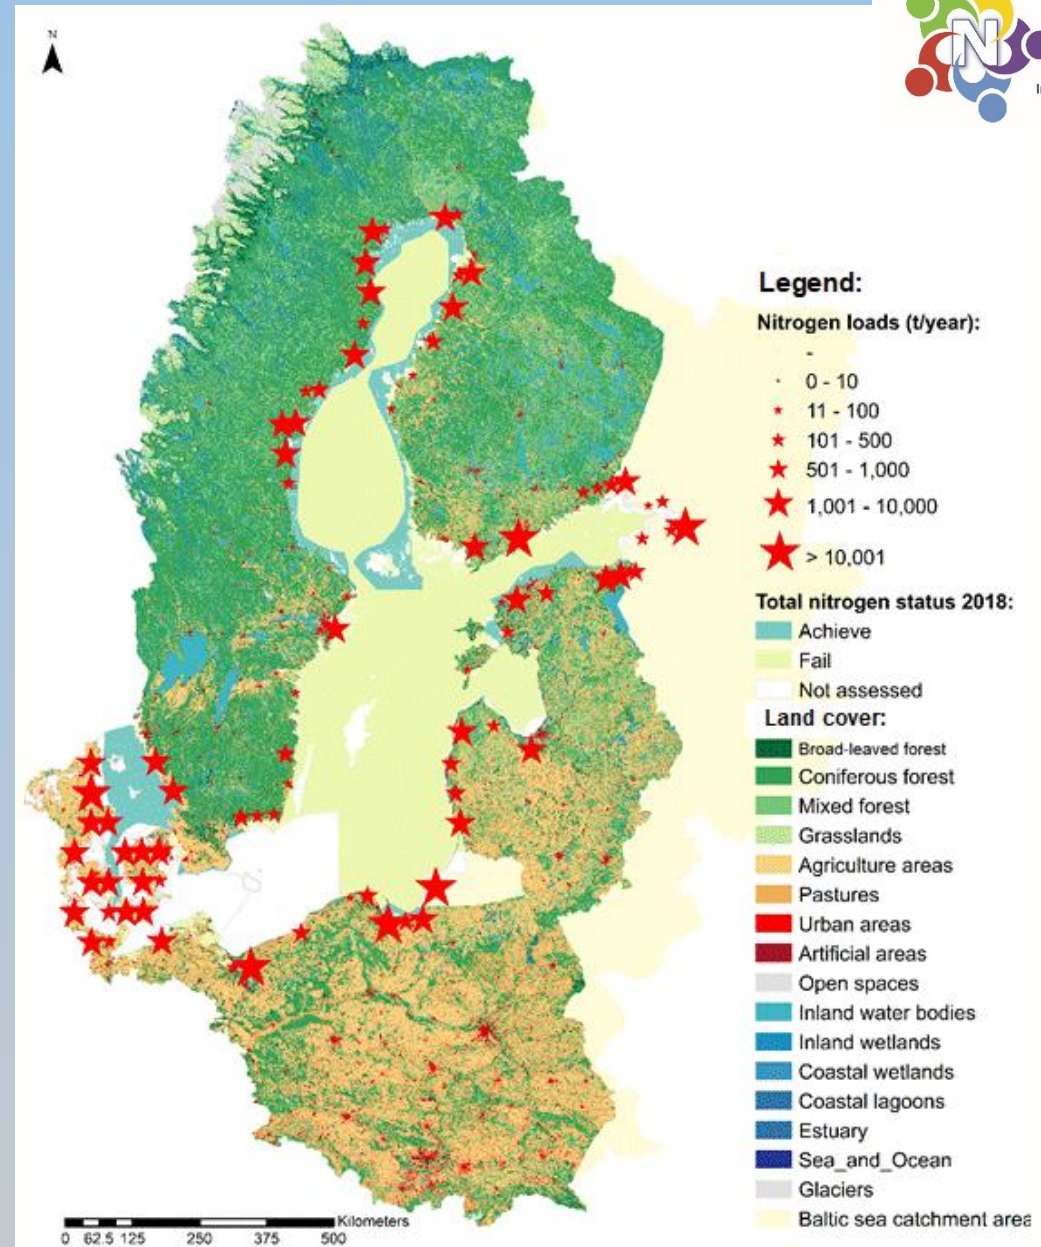 N
N
I
Legend:
Nitrogen loads (t/year):
-
0 - 10
11 - 100
101 - 500
501 - 1,000
1,001 - 10,000
> 10,001
Total nitrogen status 2018:
Achieve
Fail
Not assessed
Land cover:
Broad-leaved forest
Coniferous forest
Mixed forest
Grasslands
Agriculture areas
Pastures
Urban areas
Artificial areas
Open spaces
Inland water bodies
Inland wetlands
Coastal wetlands
Coastal lagoons
Estuary
Sea_and_Ocean
Glaciers
Baltic sea catchment area
Kilometers
0 62.5 125 250 375 500